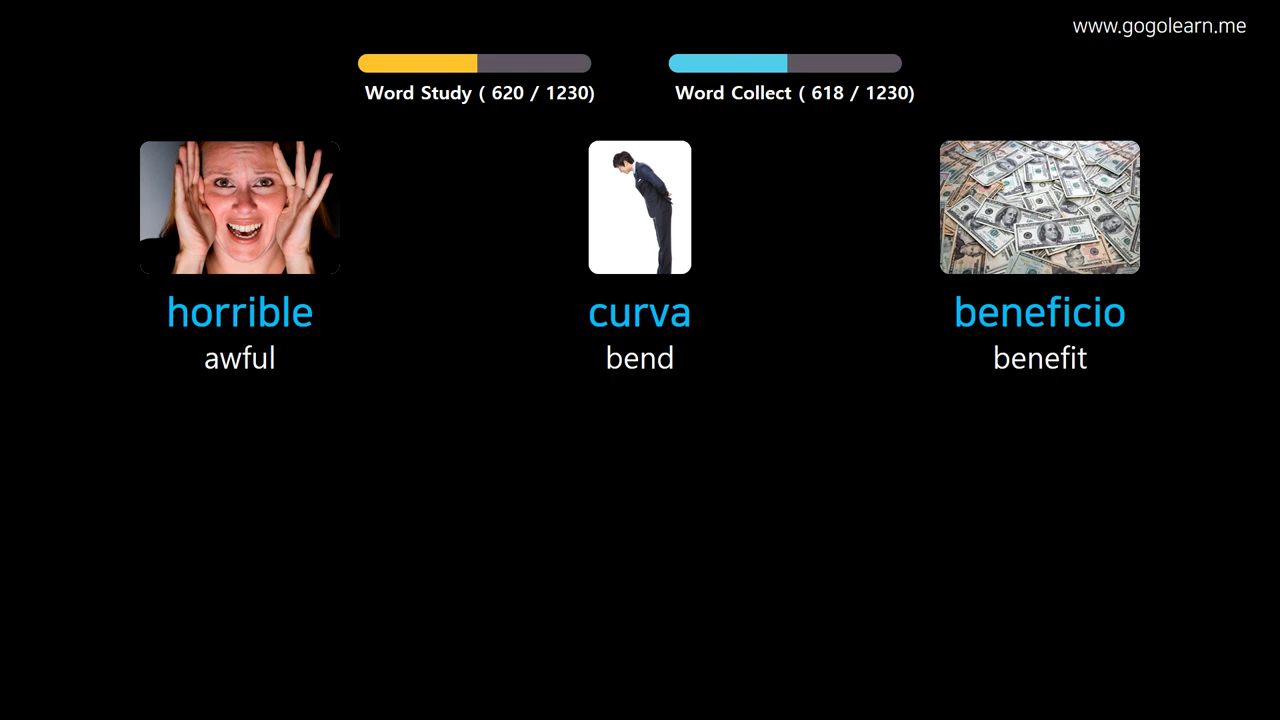 www.gogolearn.me
Word Study ( 620 / 1230)
Word Collect ( 618 / 1230)
horrible
curva
beneficio
awful
bend
benefit